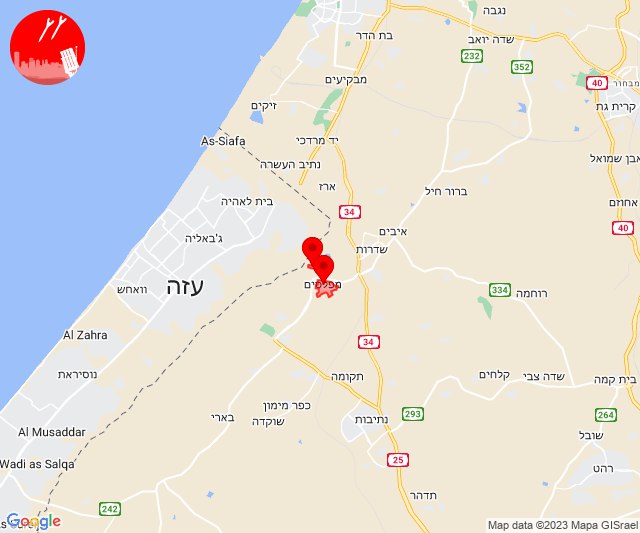 נגבה
שדה יואב
בת הדר
232
352
מבקיעים
40
מבחור
קרית גת
זיקים
As-Siafa
יד מרדכי
נתיב העשרה
אבן שמואל
ארז
ברור חיל
בית לאהיה
אחוזם
34
ג'באליה
איבים
40
שדרות
עזה
מפלסים
וואחש
334
רוחמה
Al Zahra
34
נוסיראת
תקומה
קלחים
שדה צבי
בית קמה
כפר מימון
שוקדה
בארי
נתיבות
293
264
Al Musaddar
שובל
Wadi as Salqa
25
רהט
תדהר
242
Google
Map data ©2023 Mapa GISrael